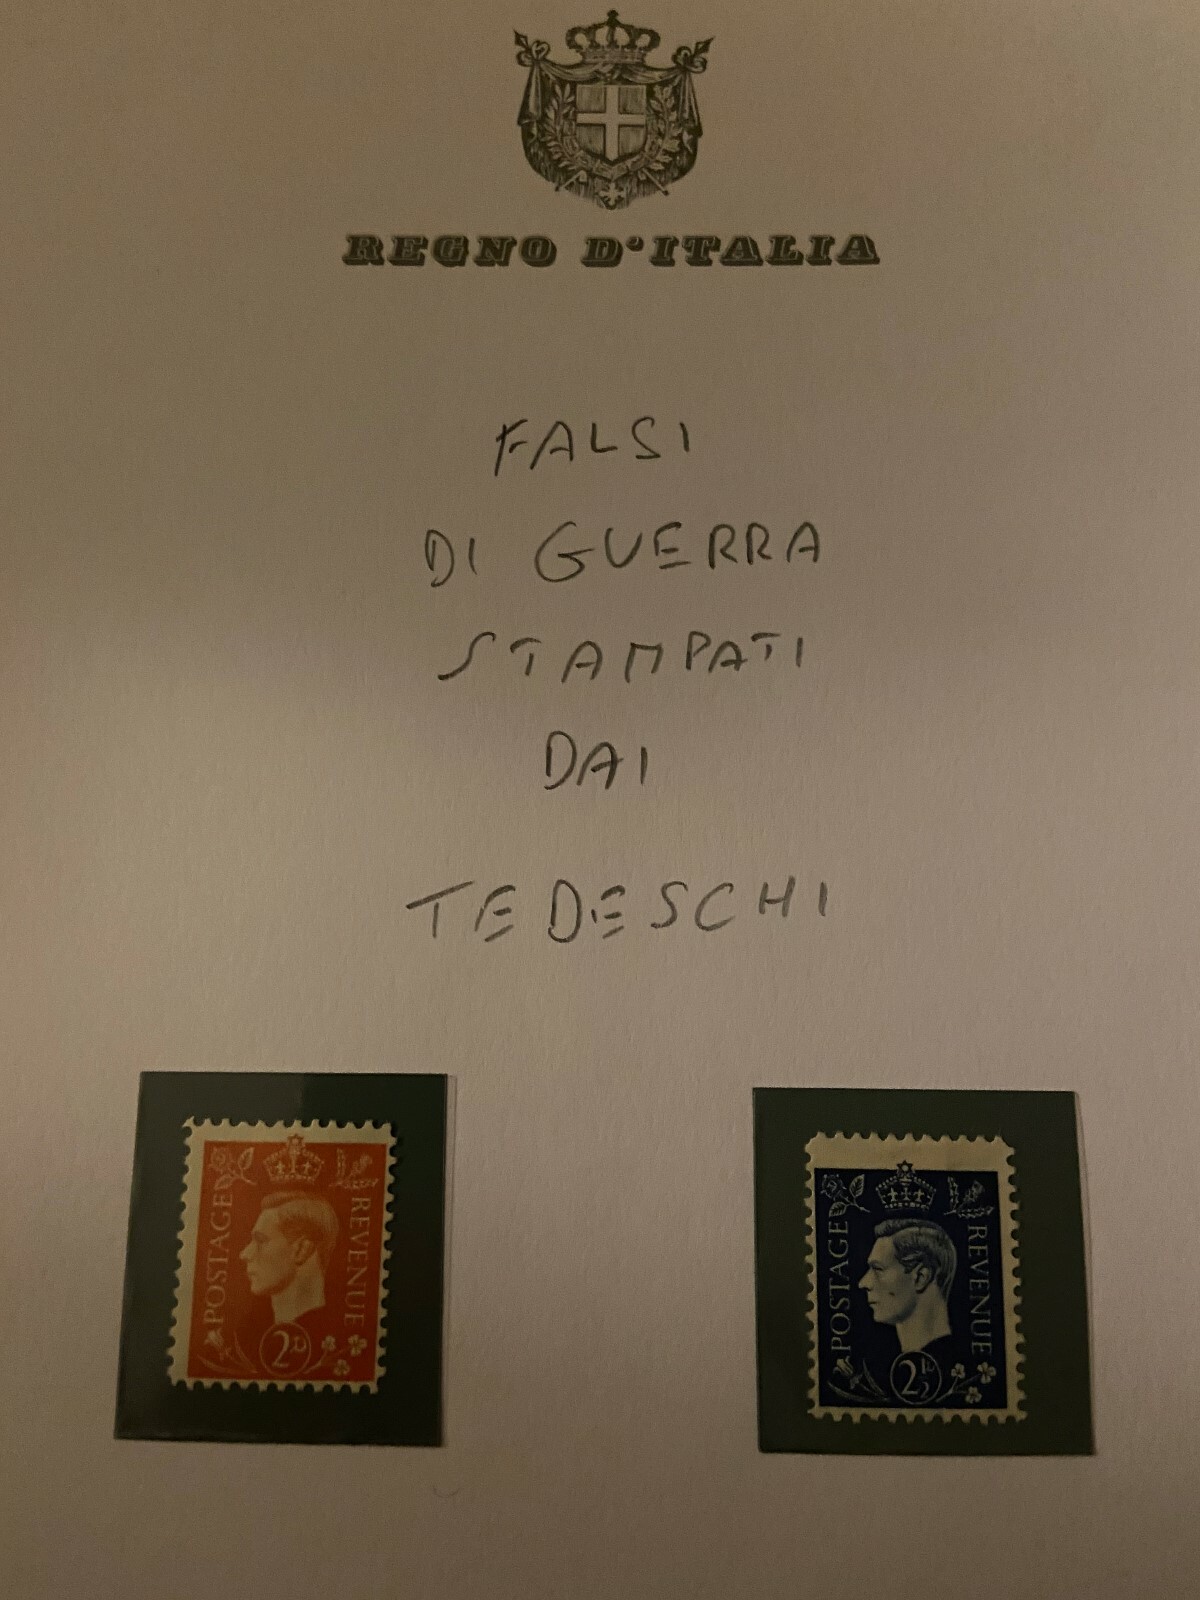 REGNO D'ITALIA
FALSI
DI GUERRA
STAMPATI
DAI
TEDESCHI
POSTAGE
REVENUE
2D
POSTAGE
REVENUE
2½D